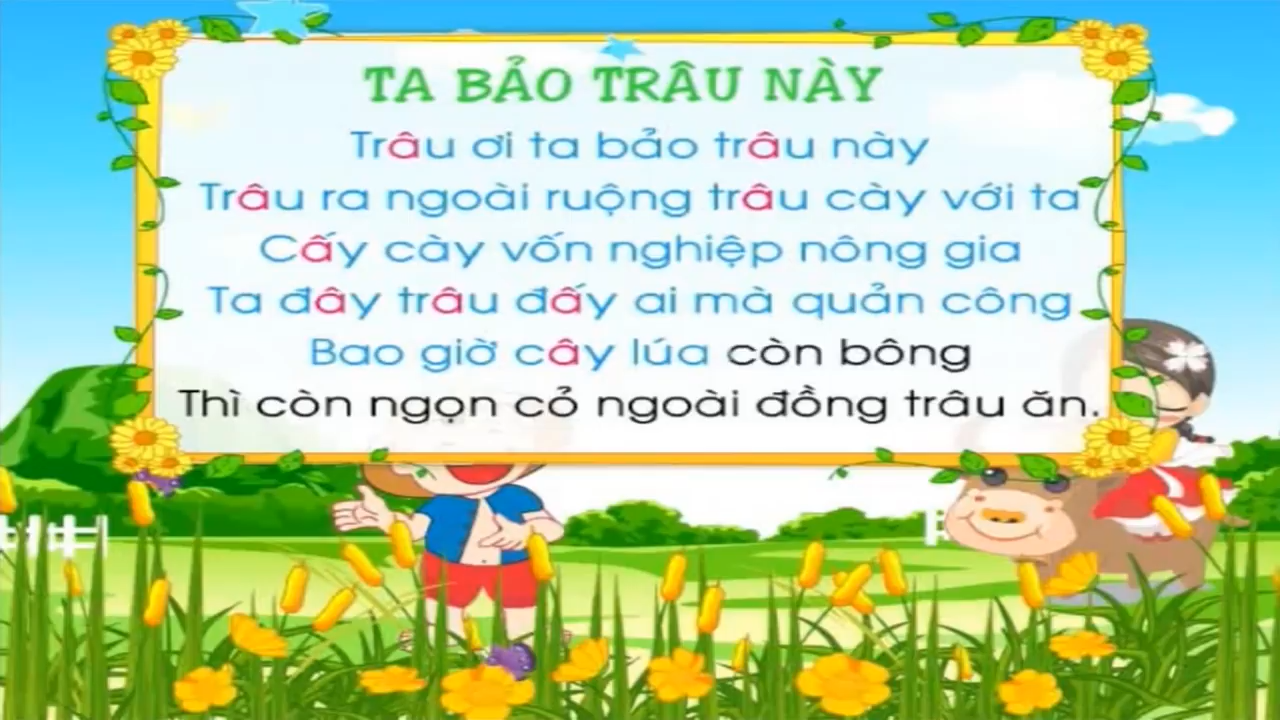 TA BẢO TRÂU NÀY
Trâu ơi ta bảo trâu này
Trâu ra ngoài ruộng trâu cày với ta
Cấy cày vốn nghiệp nông gia
Ta đây trâu đấy ai mà quản công
Bao giờ cây lúa còn bông
Thì còn ngọn cỏ ngoài đồng trâu ăn.